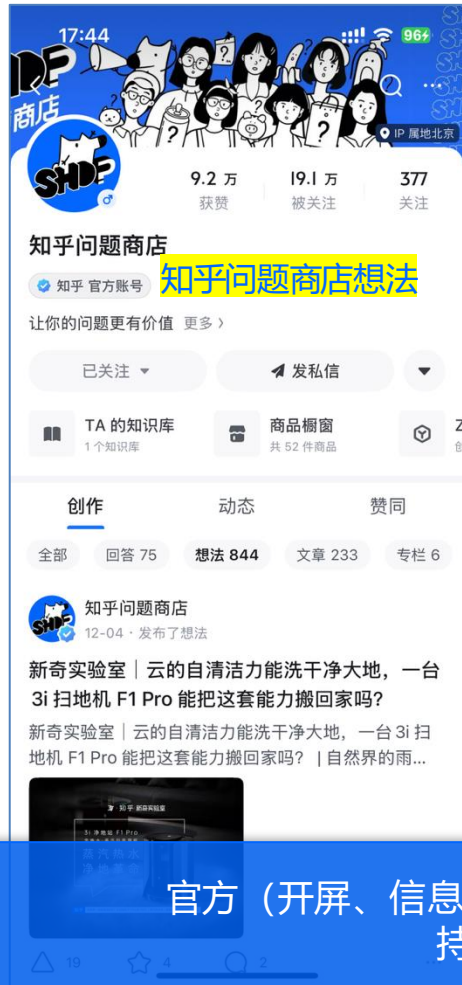 17:44
96
SHOP
商店
IP 属地北京
9.2 万
19.1 万
377
获赞
被关注
关注
知乎问题商店
知乎 官方账号
知乎问题商店想法
让你的问题更有价值 更多 >
已关注
发私信
TA 的知识库
1 个知识库
商品橱窗
共 52 件商品
创作
动态
赞同
全部
回答 75
想法 844
文章 233
专栏 6
知乎问题商店
12-04 · 发布了想法
新奇实验室｜云的自清洁力能洗干净大地，一台
3i 扫地机 F1 Pro 能把这套能力搬回家吗？
新奇实验室｜云的自清洁力能洗干净大地，一台 3i 扫
地机 F1 Pro 能把这套能力搬回家吗？ | 自然界的雨...
知乎·新奇实验室
3i 净地站 F1 Pro
蒸汽热水
官方（开屏、信息
持
19
4
2